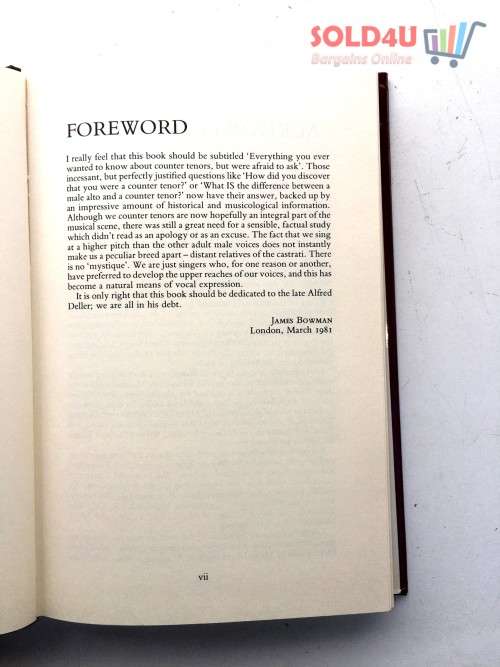 SOLD4U
Bargains Online
FOREWORD
I really feel that this book should be subtitled ‘Everything you ever
wanted to know about counter tenors, but were afraid to ask’. Those
incessant, but perfectly justified questions like ‘How did you discover
that you were a counter tenor?’ or ‘What IS the difference between a
male alto and a counter tenor?’ now have their answer, backed up by
an impressive amount of historical and musicological information.
Although we counter tenors are now hopefully an integral part of the
musical scene, there was still a great need for a sensible, factual study
which didn’t read as an apology or as an excuse. The fact that we sing
at a higher pitch than the other adult male voices does not instantly
make us a peculiar breed apart – distant relatives of the castrati. There
is no ‘mystique’. We are just singers who, for one reason or another,
have preferred to develop the upper reaches of our voices, and this has
become a natural means of vocal expression.
It is only right that this book should be dedicated to the late Alfred
Deller; we are all in his debt.
JAMES BOWMAN
London, March 1981
vii